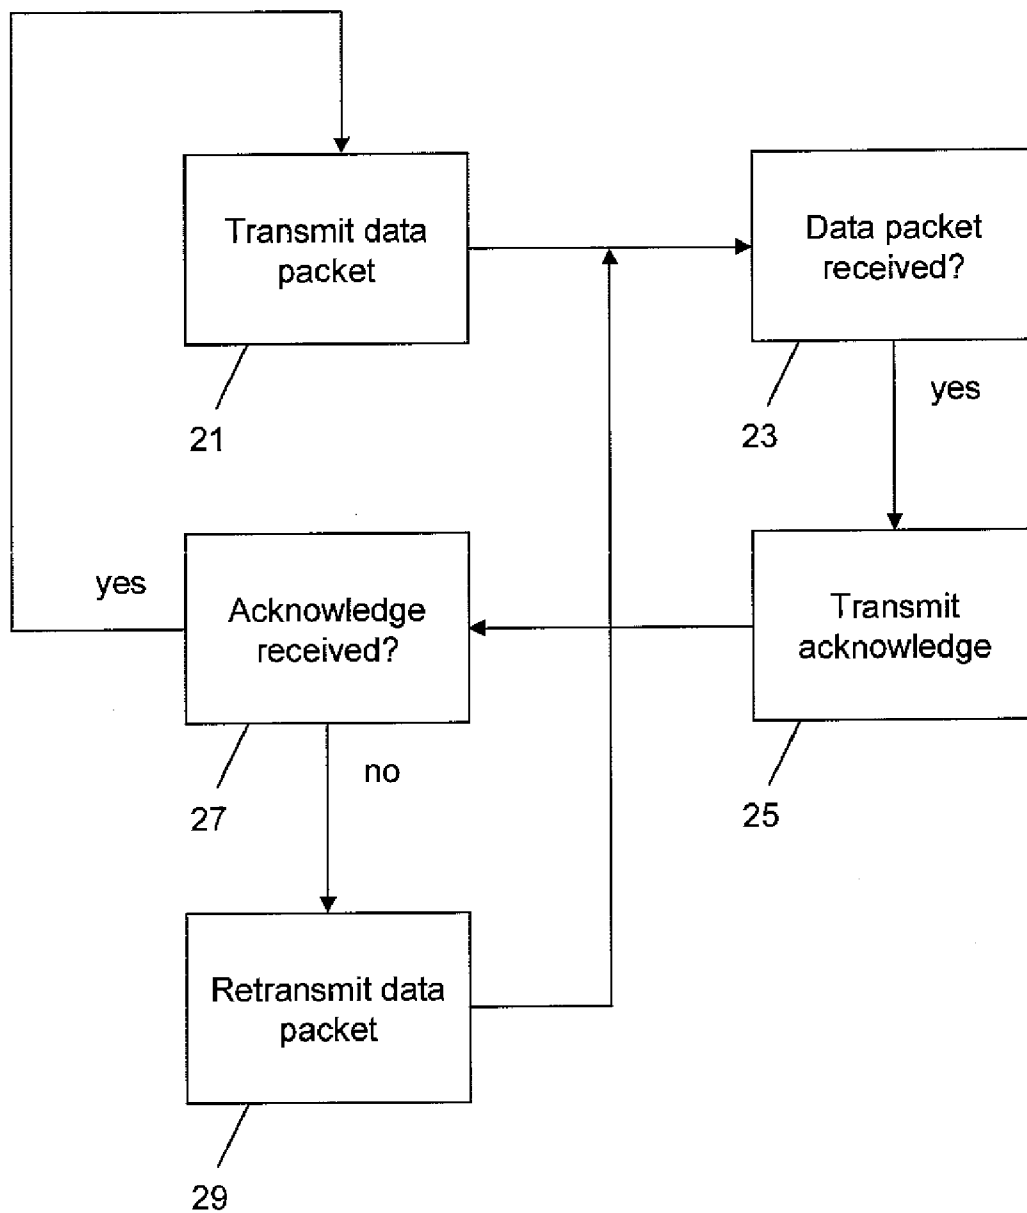 Transmit data
packet
21
Data packet
received?
23
yes
Transmit
acknowledge
25
yes
Acknowledge
received?
27
no
Retransmit data
packet
29